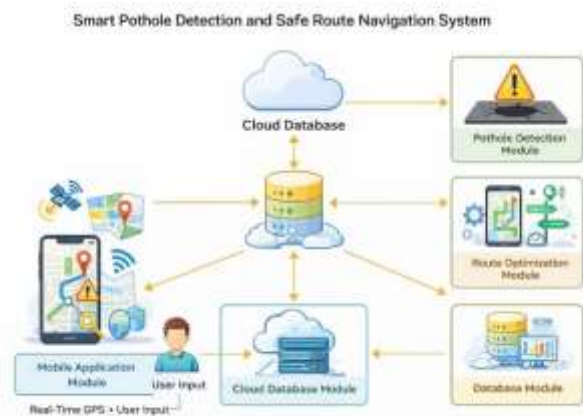 Smart Pothole Detection and Safe Route Navigation System
Cloud Database
Pothole Detection
Module
Route Optimization
Module
Mobile Application
Module
User Input
Cloud Database Module
Database Module
Real-Time GPS • User Input